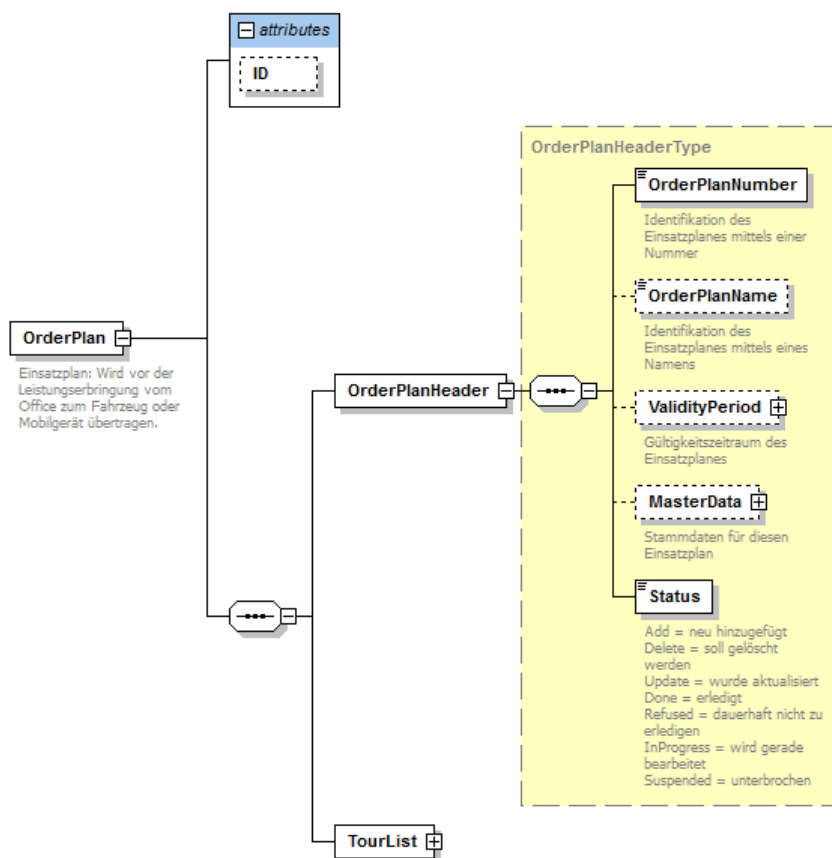 attributes
ID
OrderPlanHeaderType
OrderPlanNumber
Identifikation des
Einsatzplanes mittels einer
Nummer
OrderPlanName
Identifikation des
Einsatzplanes mittels eines
Namens
OrderPlan
Einsatzplan: Wird vor der
Leistungserbringung vom
Office zum Fahrzeug oder
Mobilgerät übertragen.
OrderPlanHeader
ValidityPeriod
Gültigkeitszeitraum des
Einsatzplanes
MasterData
Stammdaten für diesen
Einsatzplan
Status
Add = neu hinzugefügt
Delete = soll gelöscht
werden
Update = wurde aktualisiert
Done = erledigt
Refused = dauerhaft nicht zu
erledigen
InProgress = wird gerade
bearbeitet
Suspended = unterbrochen
TourList